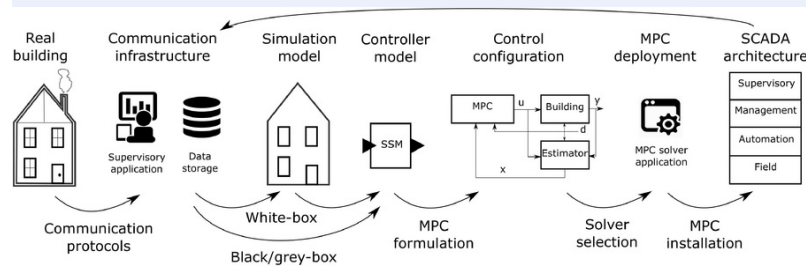 Real
building
Communication
infrastructure
Simulation
model
Controller
model
Control
configuration
MPC
deployment
SCADA
architecture
Supervisory
application
Data
storage
SSM
MPC
u
Building
y
d
Estimator
x
MPC solver
application
Supervisory
Management
Automation
Field
Communication
protocols
White-box
Black/grey-box
MPC
formulation
Solver
selection
MPC
installation